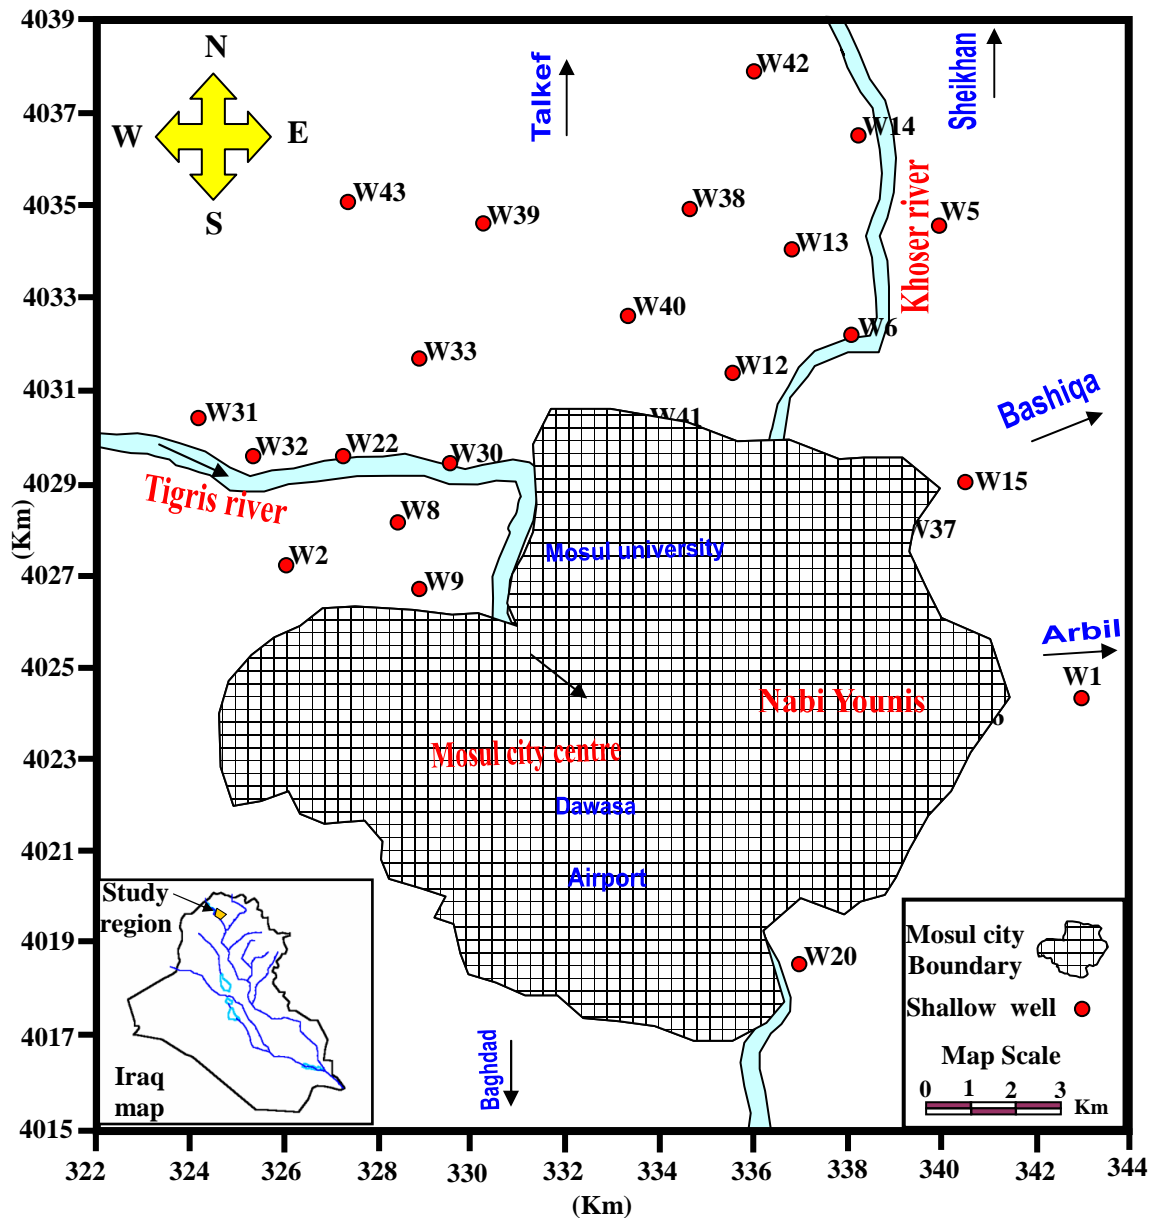 4039
N
W42
Talkef
Sheikhan
4037
W
E
W14
W43
W38
4035
W39
W5
S
W13
Khoser river
4033
W40
W6
W33
W12
4031
Bashiqa
W31
W41
W32
W22
W30
4029
W15
Tigris river
W8
W37
(Km)
Mosul university
W2
4027
W9
Arbil
4025
W1
Nabi Younis
Mosul city centre
4023
Dawasa
4021
Airport
Study
region
4019
Mosul city
Boundary
W20
Shallow well
4017
Baghdad
Map Scale
Iraq
map
0 1 2 3
Km
4015
322 324 326 328 330 332 334 336 338 340 342 344
(Km)